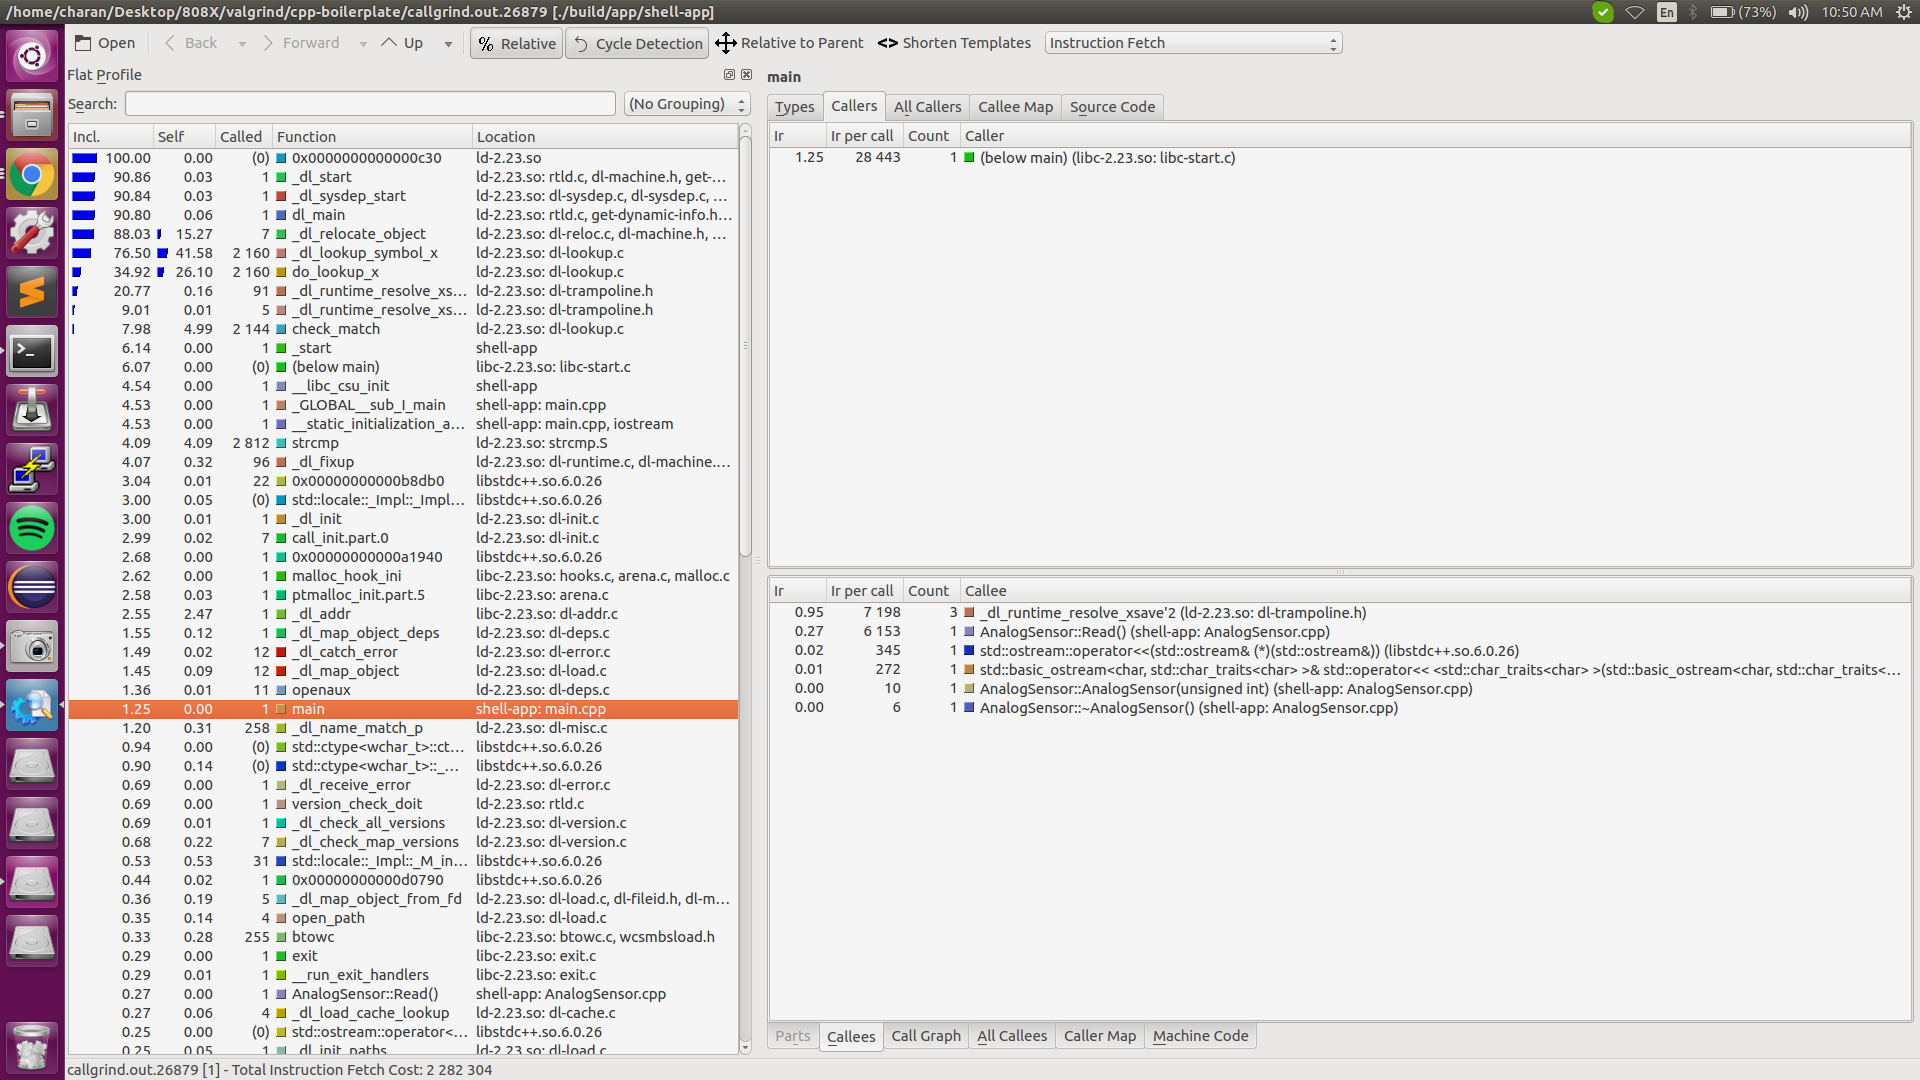 /home/charan/Desktop/808X/valgrind/cpp-boilerplate/callgrind.out.26879 [./build/app/shell-app] En (73%) 10:50 AM
Open Back Forward Up % Relative Cycle Detection Relative to Parent <> Shorten Templates Instruction Fetch
Flat Profile
Search: (No Grouping)
Incl. Self Called Function Location
100.00 0.00 (0) 0x0000000000000c30 ld-2.23.so
90.86 0.03 1 _dl_start ld-2.23.so: rtld.c, dl-machine.h, get-...
90.84 0.03 1 _dl_sysdep_start ld-2.23.so: dl-sysdep.c, dl-sysdep.c, ...
90.80 0.06 1 dl_main ld-2.23.so: rtld.c, get-dynamic-info.h...
88.03 15.27 7 _dl_relocate_object ld-2.23.so: dl-reloc.c, dl-machine.h, ...
76.50 41.58 2 160 _dl_lookup_symbol_x ld-2.23.so: dl-lookup.c
34.92 26.10 2 160 do_lookup_x ld-2.23.so: dl-lookup.c
20.77 0.16 91 _dl_runtime_resolve_xs... ld-2.23.so: dl-trampoline.h
9.01 0.01 5 _dl_runtime_resolve_xs... ld-2.23.so: dl-trampoline.h
7.98 4.99 2 144 check_match ld-2.23.so: dl-lookup.c
6.14 0.00 1 _start shell-app
6.07 0.00 (0) (below main) libc-2.23.so: libc-start.c
4.54 0.00 1 __libc_csu_init shell-app
4.53 0.00 1 _GLOBAL__sub_I_main shell-app: main.cpp
4.53 0.00 1 __static_initialization_a... shell-app: main.cpp, iostream
4.09 4.09 2 812 strcmp ld-2.23.so: strcmp.S
4.07 0.32 96 _dl_fixup ld-2.23.so: dl-runtime.c, dl-machine....
3.04 0.01 22 0x00000000000b8db0 libstdc++.so.6.0.26
3.00 0.05 (0) std::locale::_Impl::_Impl... libstdc++.so.6.0.26
3.00 0.01 1 _dl_init ld-2.23.so: dl-init.c
2.99 0.02 7 call_init.part.0 ld-2.23.so: dl-init.c
2.68 0.00 1 0x00000000000a1940 libstdc++.so.6.0.26
2.62 0.00 1 malloc_hook_ini libc-2.23.so: hooks.c, arena.c, malloc.c
2.58 0.03 1 ptmalloc_init.part.5 libc-2.23.so: arena.c
2.55 2.47 1 _dl_addr libc-2.23.so: dl-addr.c
1.55 0.12 1 _dl_map_object_deps ld-2.23.so: dl-deps.c
1.49 0.02 12 _dl_catch_error ld-2.23.so: dl-error.c
1.45 0.09 12 _dl_map_object ld-2.23.so: dl-load.c
1.36 0.01 11 openaux ld-2.23.so: dl-deps.c
1.25 0.00 1 main shell-app: main.cpp
1.20 0.31 258 _dl_name_match_p ld-2.23.so: dl-misc.c
0.94 0.00 (0) std::ctype<wchar_t>::ct... libstdc++.so.6.0.26
0.90 0.14 (0) std::ctype<wchar_t>::_... libstdc++.so.6.0.26
0.69 0.00 1 _dl_receive_error ld-2.23.so: dl-error.c
0.69 0.00 1 version_check_doit ld-2.23.so: rtld.c
0.69 0.01 1 _dl_check_all_versions ld-2.23.so: dl-version.c
0.68 0.22 7 _dl_check_map_versions ld-2.23.so: dl-version.c
0.53 0.53 31 std::locale::_Impl::_M_in... libstdc++.so.6.0.26
0.44 0.02 1 0x00000000000d0790 libstdc++.so.6.0.26
0.36 0.19 5 _dl_map_object_from_fd ld-2.23.so: dl-load.c, dl-fileid.h, dl-m...
0.35 0.14 4 open_path ld-2.23.so: dl-load.c
0.33 0.28 255 btowc libc-2.23.so: btowc.c, wcsmbsload.h
0.29 0.00 1 exit libc-2.23.so: exit.c
0.29 0.01 1 __run_exit_handlers libc-2.23.so: exit.c
0.27 0.00 1 AnalogSensor::Read() shell-app: AnalogSensor.cpp
0.27 0.06 4 _dl_load_cache_lookup ld-2.23.so: dl-cache.c
0.25 0.00 (0) std::ostream::operator<... libstdc++.so.6.0.26
0.25 0.05 1 _dl_init_paths ld-2.23.so: dl-load.c
main
Types Callers All Callers Callee Map Source Code
Ir Ir per call Count Caller
1.25 28 443 1 (below main) (libc-2.23.so: libc-start.c)
Ir Ir per call Count Callee
0.95 7 198 3 _dl_runtime_resolve_xsave'2 (ld-2.23.so: dl-trampoline.h)
0.27 6 153 1 AnalogSensor::Read() (shell-app: AnalogSensor.cpp)
0.02 345 1 std::ostream::operator<<(std::ostream& (*)(std::ostream&)) (libstdc++.so.6.0.26)
0.01 272 1 std::basic_ostream<char, std::char_traits<char> >& std::operator<< <std::char_traits<char> >(std::basic_ostream<char, std::char_traits<...
0.00 10 1 AnalogSensor::AnalogSensor(unsigned int) (shell-app: AnalogSensor.cpp)
0.00 6 1 AnalogSensor::~AnalogSensor() (shell-app: AnalogSensor.cpp)
Parts Callees Call Graph All Callees Caller Map Machine Code
callgrind.out.26879 [1] - Total Instruction Fetch Cost: 2 282 304